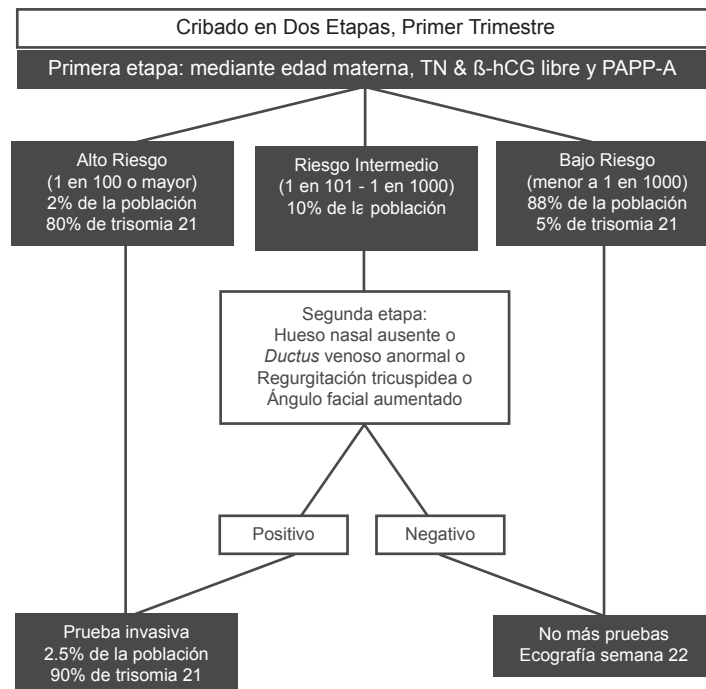 Cribado en Dos Etapas, Primer Trimestre
Primera etapa: mediante edad materna, TN & ß-hCG libre y PAPP-A
Alto Riesgo
(1 en 100 o mayor)
2% de la población
80% de trisomia 21
Riesgo Intermedio
(1 en 101 - 1 en 1000)
10% de la población
Bajo Riesgo
(menor a 1 en 1000)
88% de la población
5% de trisomia 21
Segunda etapa:
Hueso nasal ausente o
Ductus venoso anormal o
Regurgitación tricuspidea o
Ángulo facial aumentado
Positivo
Negativo
Prueba invasiva
2.5% de la población
90% de trisomia 21
No más pruebas
Ecografía semana 22